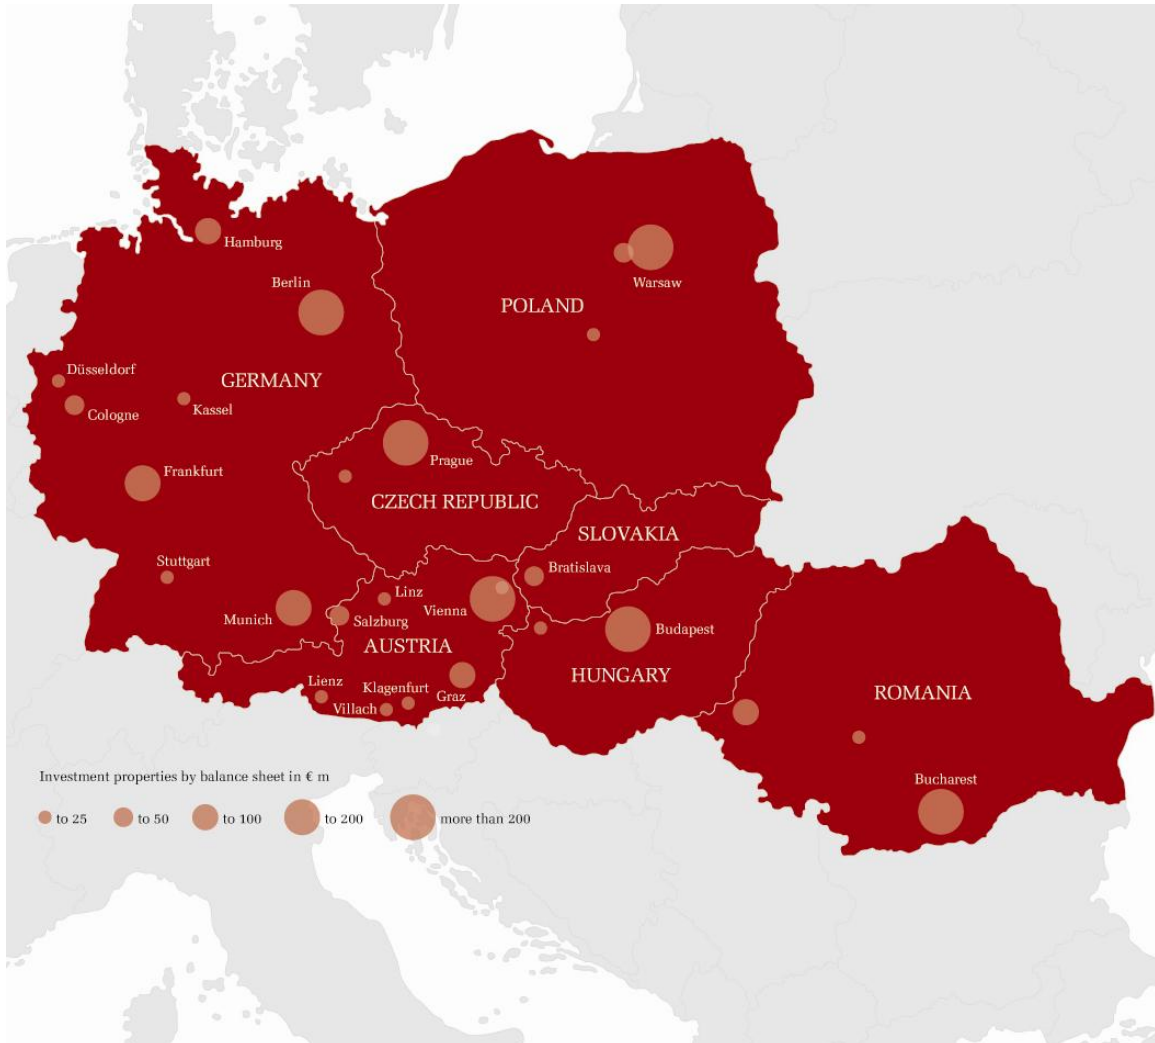 Hamburg
Berlin
Warsaw
POLAND
Düsseldorf
GERMANY
Kassel
Cologne
Prague
Frankfurt
CZECH REPUBLIC
SLOVAKIA
Stuttgart
Bratislava
Linz
Vienna
Munich
Salzburg
Budapest
AUSTRIA
HUNGARY
Lienz
Klagenfurt
Graz
Villach
ROMANIA
Bucharest
Investment properties by balance sheet in € m
to 25 to 50 to 100 to 200 more than 200